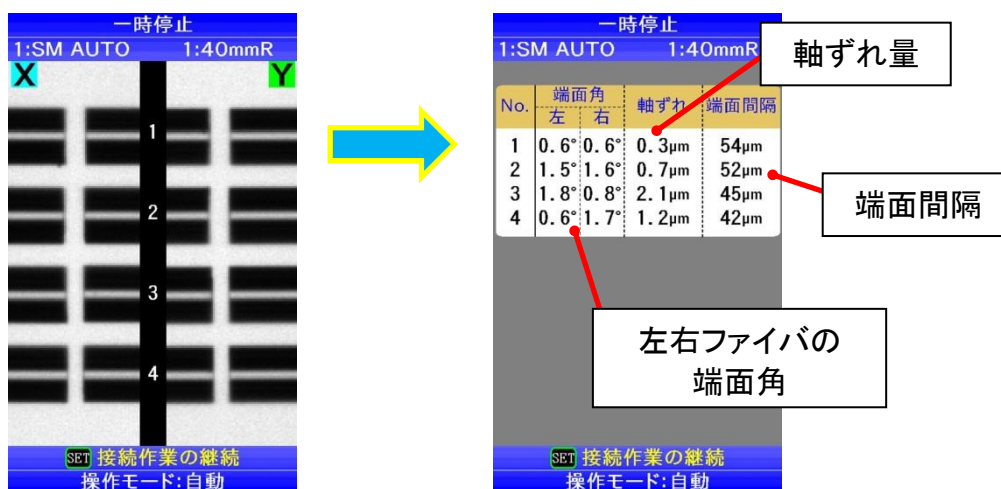 一時停止
1:SM AUTO 1:40mmR
X Y
1
2
3
4
SET 接続作業の継続
操作モード:自動
一時停止
1:SM AUTO 1:40mmR
No. 端面角 軸ずれ 端面間隔
左 右
1 0.6° 0.6° 0.3μm 54μm
2 1.5° 1.6° 0.7μm 52μm
3 1.8° 0.8° 2.1μm 45μm
4 0.6° 1.7° 1.2μm 42μm
SET 接続作業の継続
操作モード:自動
軸ずれ量
端面間隔
左右ファイバの
端面角